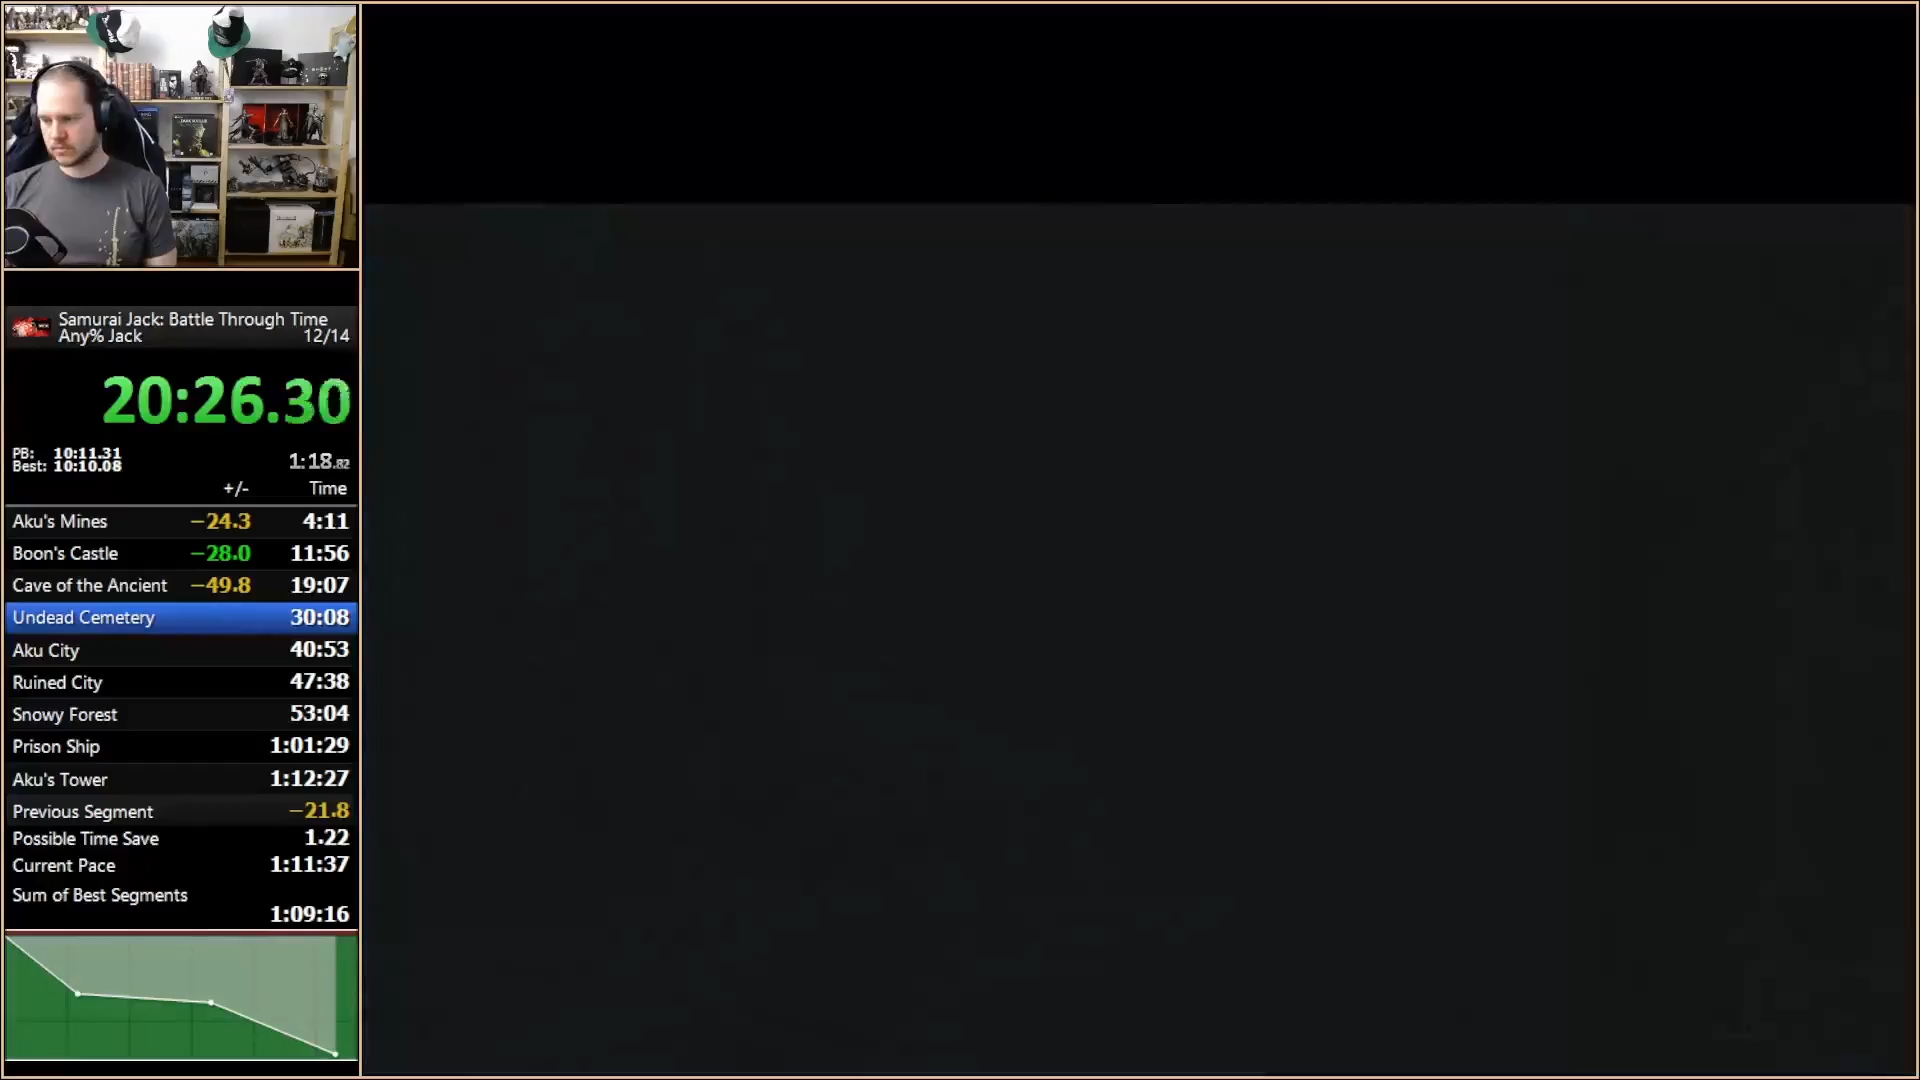 Samurai Jack: Battle Through Time
Any% Jack 12/14
20:26.30
PB: 10:11.31
Best: 10:10.08
1:18.82
+/- Time
Aku's Mines −24.3 4:11
Boon's Castle −28.0 11:56
Cave of the Ancient −49.8 19:07
Undead Cemetery 30:08
Aku City 40:53
Ruined City 47:38
Snowy Forest 53:04
Prison Ship 1:01:29
Aku's Tower 1:12:27
Previous Segment −21.8
Possible Time Save 1.22
Current Pace 1:11:37
Sum of Best Segments
1:09:16